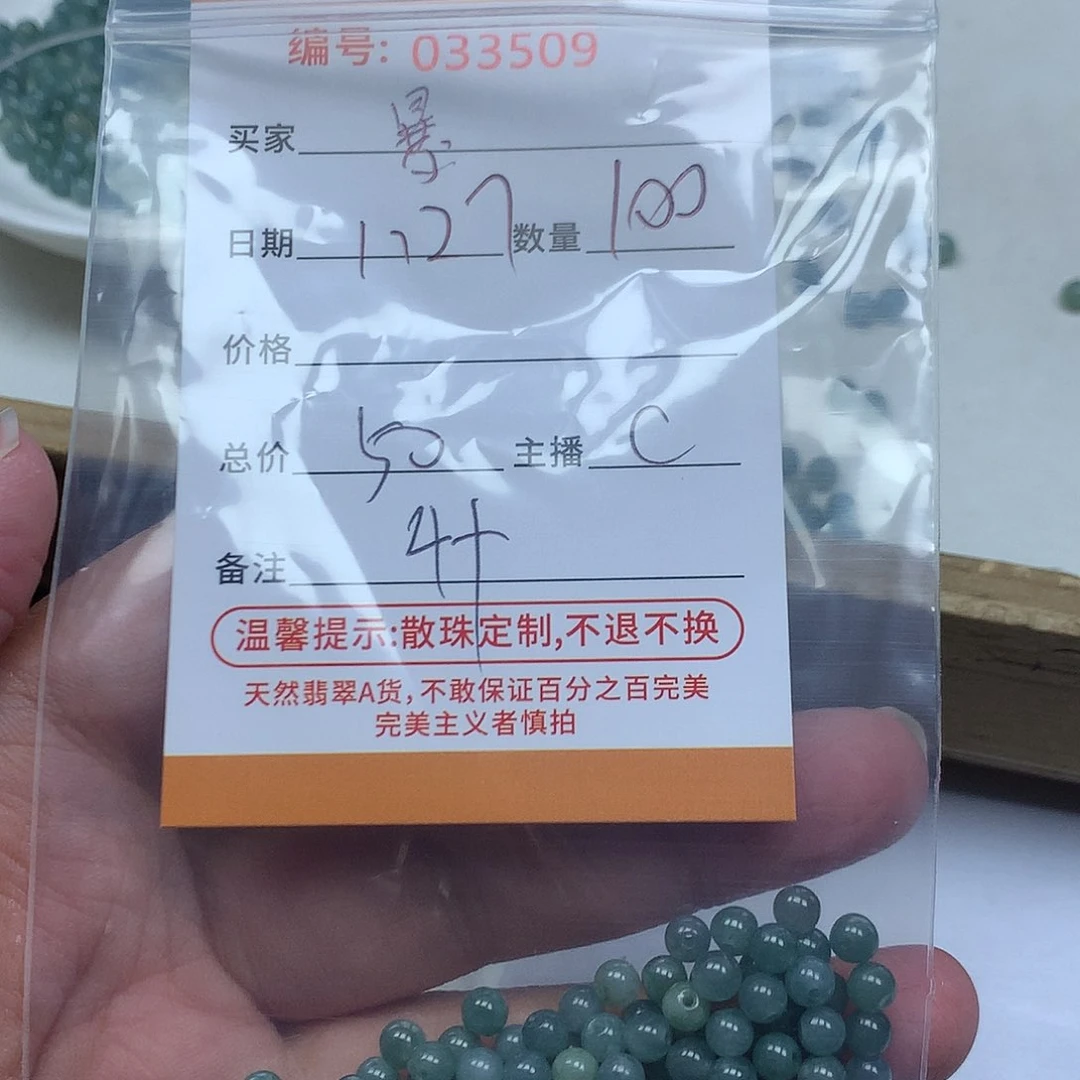 编号: 033509
买家
日期 1127 数量 100
价格
总价 50 主播 C
备注 4+
温馨提示:散珠定制,不退不换
天然翡翠A货,不敢保证百分之百完美
完美主义者慎拍